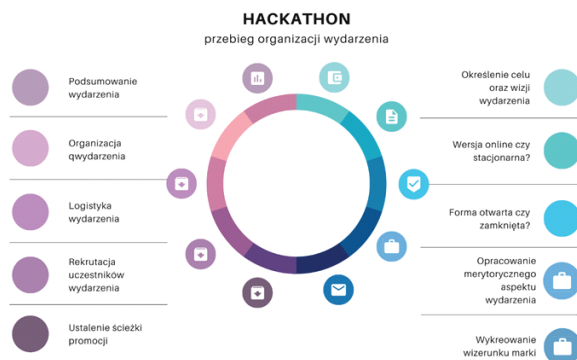 HACKATHON
przebieg organizacji wydarzenia
Podsumowanie
wydarzenia
Organizacja
qwydarzenia
Logistyka
wydarzenia
Rekrutacja
uczestników
wydarzenia
Ustalenie ścieżki
promocji
Określenie celu
oraz wizji
wydarzenia
Wersja online czy
stacjonarna?
Forma otwarta czy
zamknięta?
Opracowanie
merytorycznego
aspektu
wydarzenia
Wykreowanie
wizerunku marki